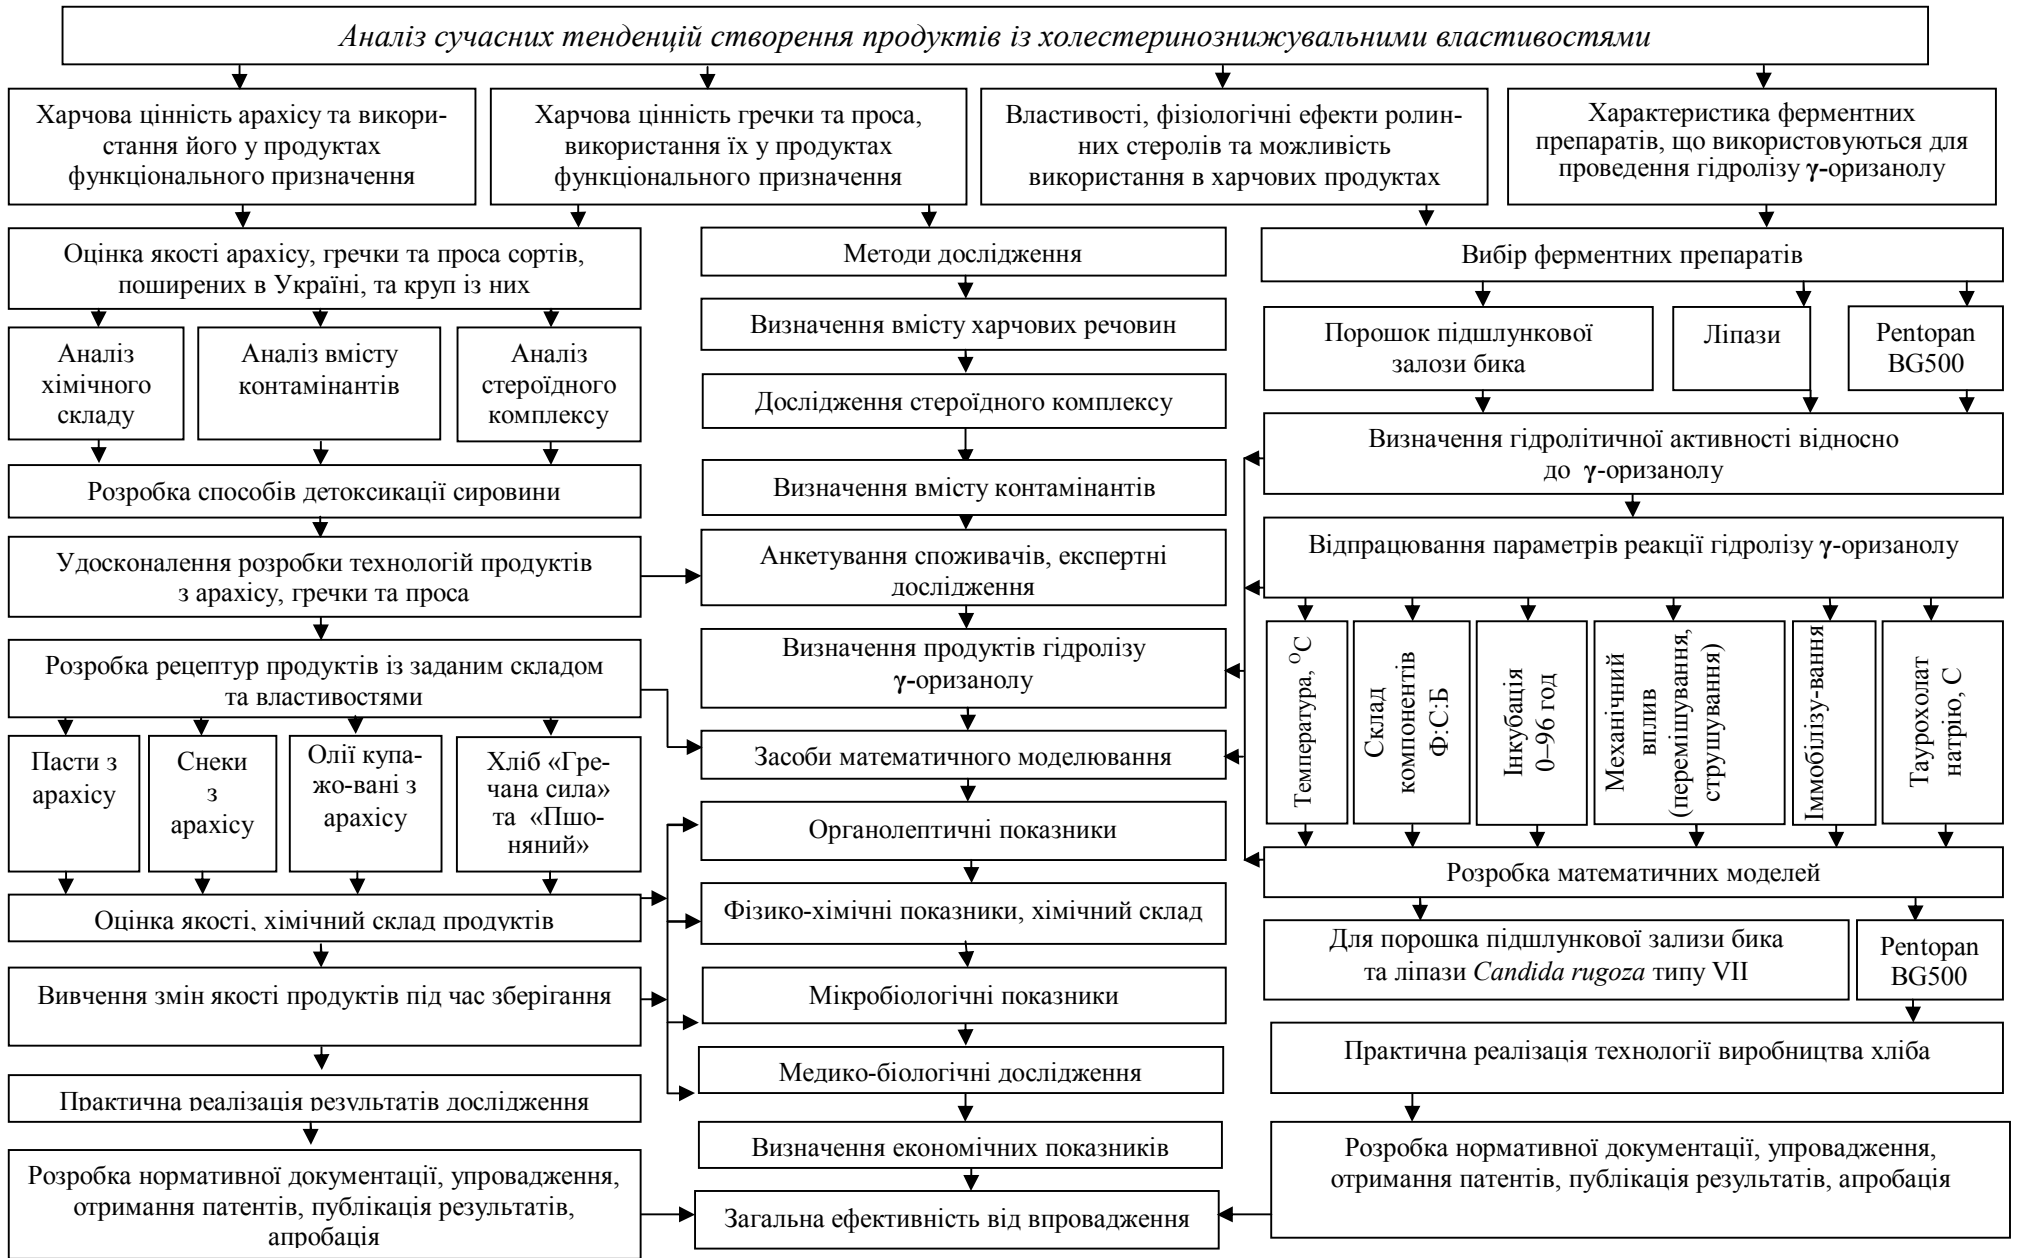 Аналіз сучасних тенденцій створення продуктів із холестеринознижувальними властивостями
Харчова цінність арахісу та викори-
стання його у продуктах
функціонального призначення
Харчова цінність гречки та проса,
використання їх у продуктах
функціонального призначення
Властивості, фізіологічні ефекти ролин-
них стеролів та можливість
використання в харчових продуктах
Характеристика ферментних
препаратів, що використовуються для
проведення гідролізу γ-оризанолу
Оцінка якості арахісу, гречки та проса сортів,
поширених в Україні, та круп із них
Аналіз
хімічного
складу
Аналіз вмісту
контамінантів
Аналіз
стероїдного
комплексу
Розробка способів детоксикації сировини
Удосконалення розробки технологій продуктів
з арахісу, гречки та проса
Розробка рецептур продуктів із заданим складом
та властивостями
Пасти з
арахісу
Снеки
з
арахісу
Олії купа-
жо-вані з
арахісу
Хліб «Гре-
чана сила»
та «Пшо-
няний»
Оцінка якості, хімічний склад продуктів
Вивчення змін якості продуктів під час зберігання
Практична реалізація результатів дослідження
Розробка нормативної документації, упровадження,
отримання патентів, публікація результатів,
апробація
Методи дослідження
Визначення вмісту харчових речовин
Дослідження стероїдного комплексу
Визначення вмісту контамінантів
Анкетування споживачів, експертні
дослідження
Визначення продуктів гідролізу
γ-оризанолу
Засоби математичного моделювання
Органолептичні показники
Фізико-хімічні показники, хімічний склад
Мікробіологічні показники
Медико-біологічні дослідження
Визначення економічних показників
Загальна ефективність від впровадження
Вибір ферментних препаратів
Порошок підшлункової
залози бика
Ліпази
Pentopan
BG500
Визначення гідролітичної активності відносно
до γ-оризанолу
Відпрацювання параметрів реакції гідролізу γ-оризанолу
Температура, ᴼС
Склад
компонентів
Ф:С:Б
Інкубація
0–96 год
Механічний
вплив
(перемішування,
струшування)
Іммобілізу-вання
Таурохолат
натрію, С
Розробка математичних моделей
Для порошка підшлункової зализи бика
та ліпази Candida rugoza типу VII
Pentopan
BG500
Практична реалізація технології виробництва хліба
Розробка нормативної документації, упровадження,
отримання патентів, публікація результатів, апробація